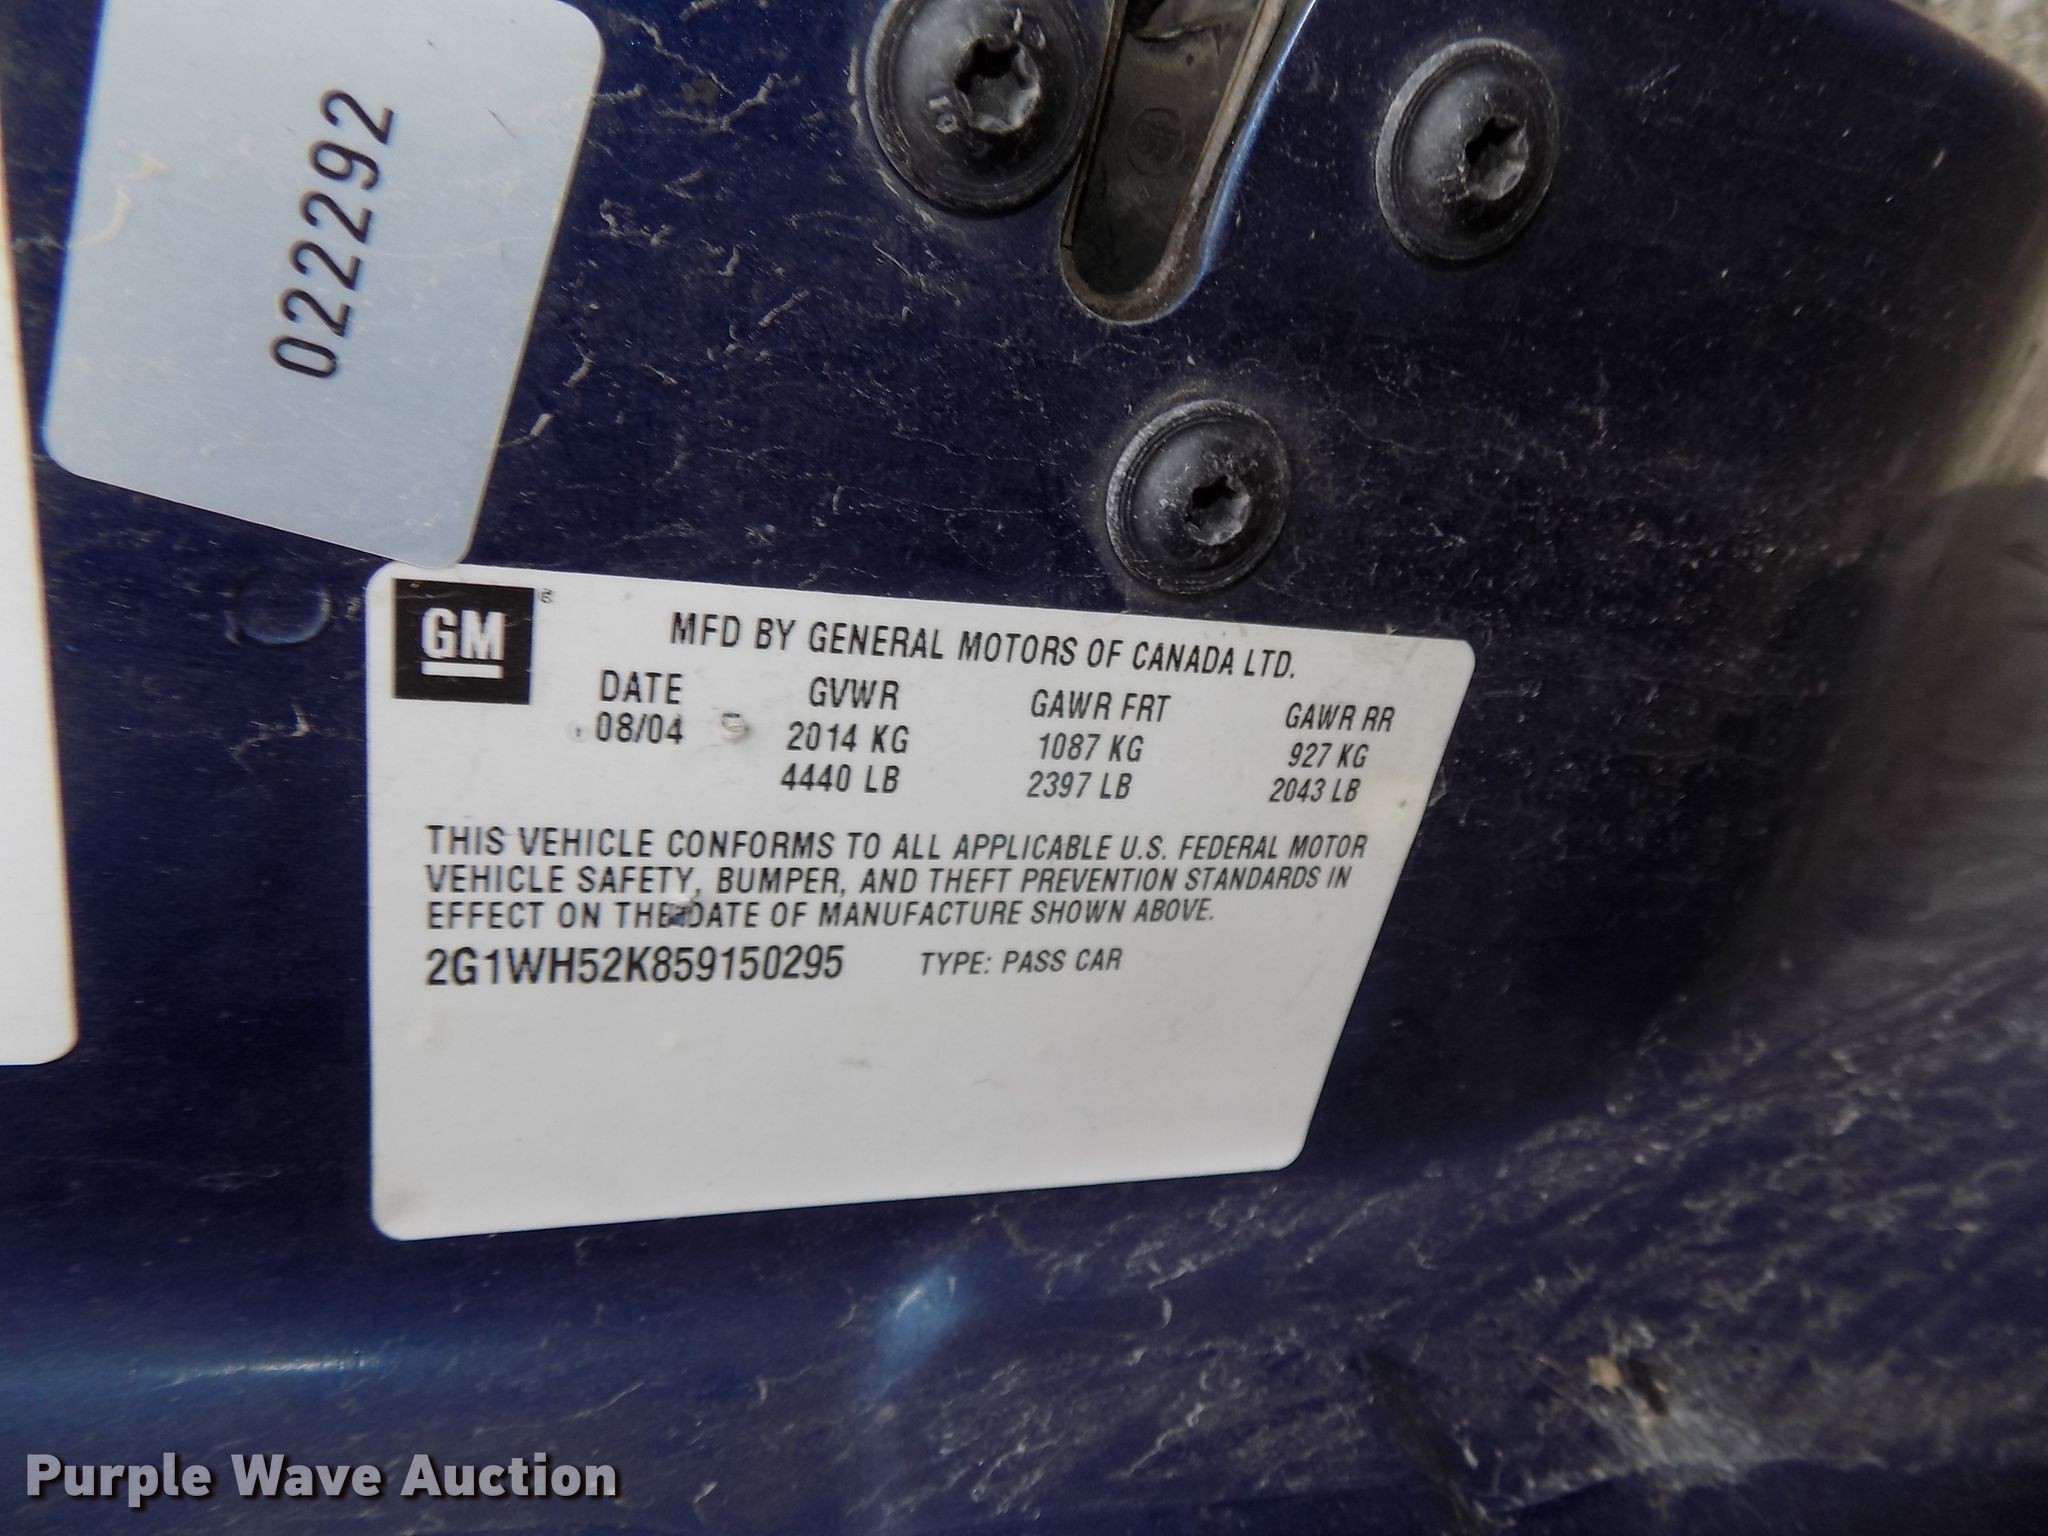 022292
GM
MFD BY GENERAL MOTORS OF CANADA LTD.
DATE GVWR GAWR FRT GAWR RR
08/04 2014 KG 1087 KG 927 KG
4440 LB 2397 LB 2043 LB
THIS VEHICLE CONFORMS TO ALL APPLICABLE U.S. FEDERAL MOTOR
VEHICLE SAFETY, BUMPER, AND THEFT PREVENTION STANDARDS IN
EFFECT ON THE DATE OF MANUFACTURE SHOWN ABOVE.
2G1WH52K859150295 TYPE: PASS CAR
Purple Wave Auction